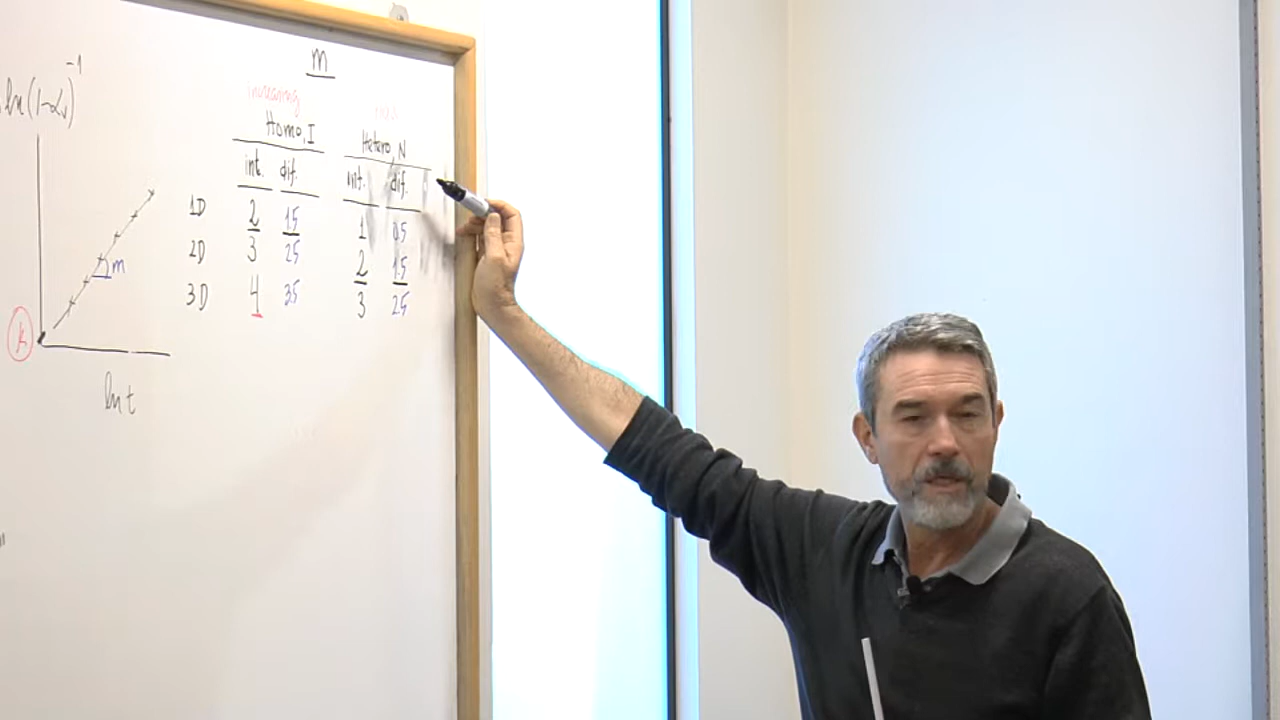 m
ln(1-αv)⁻¹
increasing
Homo, I
Hetero, N
int. dif. int. dif.
1D 2 1.5 1 0.5
2D 3 2.5 2 1.5
3D 4 3.5 3 2.5
m
k
ln t